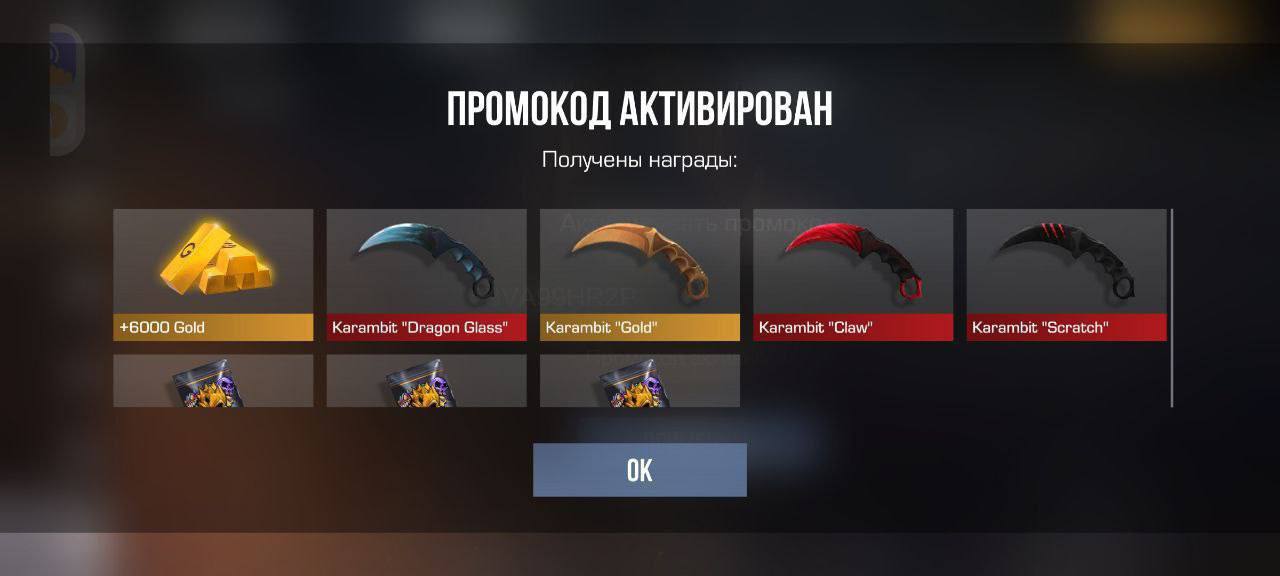 ПРОМОКОД АКТИВИРОВАН
Получены награды:
+6000 Gold
Karambit "Dragon Glass"
Karambit "Gold"
Karambit "Claw"
Karambit "Scratch"
OK